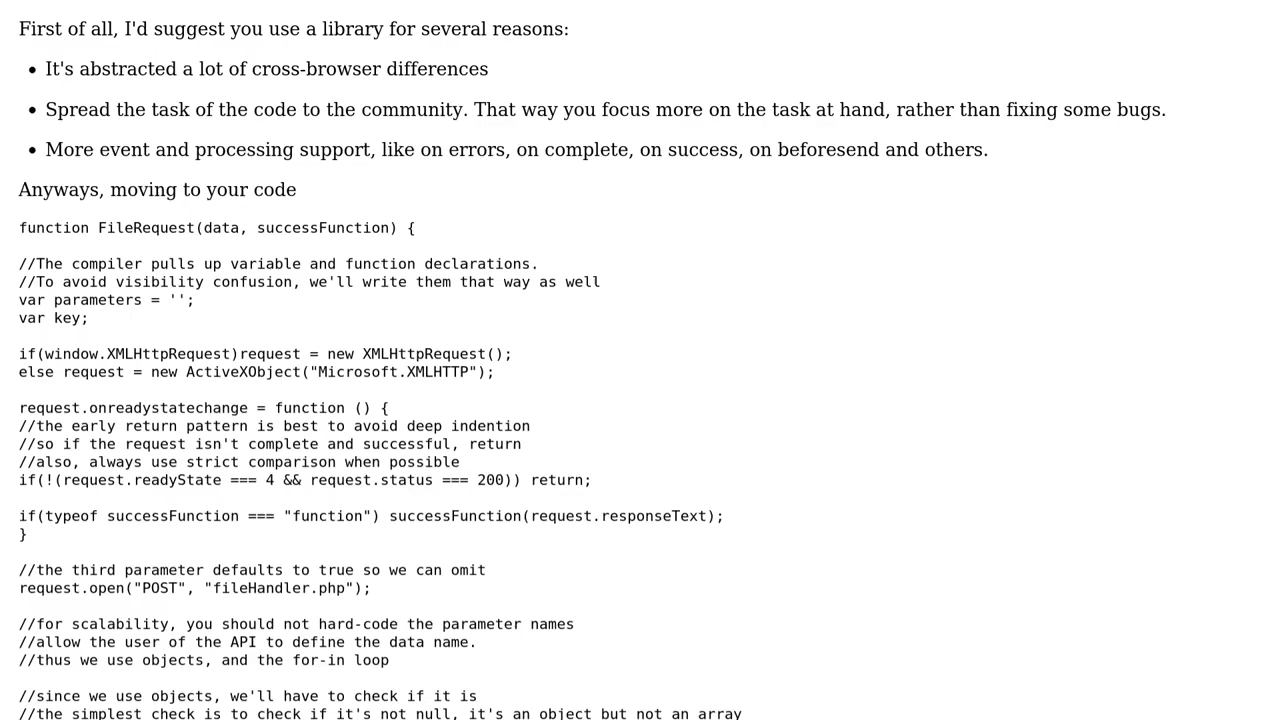 First of all, I'd suggest you use a library for several reasons:
• It's abstracted a lot of cross-browser differences
• Spread the task of the code to the community. That way you focus more on the task at hand, rather than fixing some bugs.
• More event and processing support, like on errors, on complete, on success, on beforesend and others.
Anyways, moving to your code
function FileRequest(data, successFunction) {
//The compiler pulls up variable and function declarations.
//To avoid visibility confusion, we'll write them that way as well
var parameters = '';
var key;
if(window.XMLHttpRequest)request = new XMLHttpRequest();
else request = new ActiveXObject("Microsoft.XMLHTTP");
request.onreadystatechange = function () {
//the early return pattern is best to avoid deep indention
//so if the request isn't complete and successful, return
//also, always use strict comparison when possible
if(!(request.readyState === 4 && request.status === 200)) return;
if(typeof successFunction === "function") successFunction(request.responseText);
}
//the third parameter defaults to true so we can omit
request.open("POST", "fileHandler.php");
//for scalability, you should not hard-code the parameter names
//allow the user of the API to define the data name.
//thus we use objects, and the for-in loop
//since we use objects, we'll have to check if it is
//the simplest check is to check if it's not null, it's an object but not an array